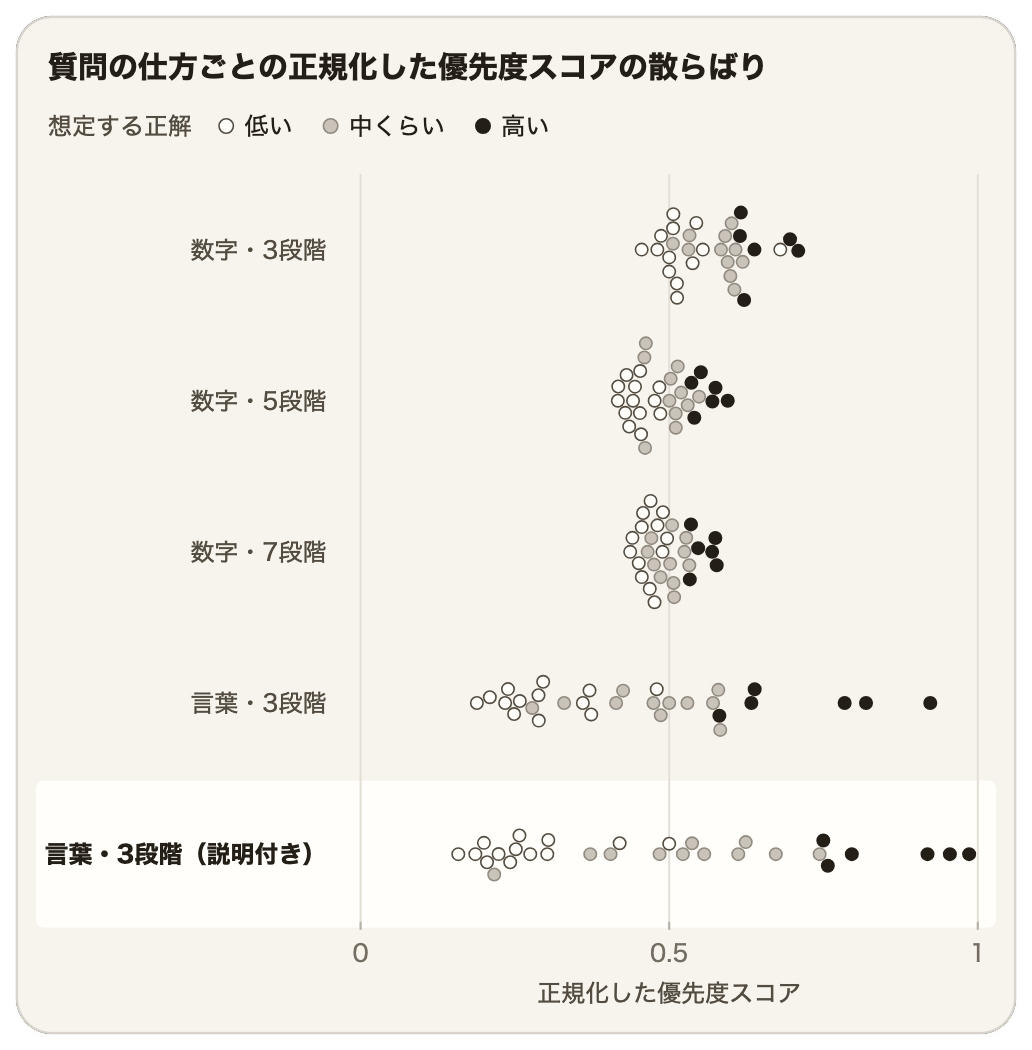 質問の仕方ごとの正規化した優先度スコアの散らばり
想定する正解 低い 中くらい 高い
数字・3段階
数字・5段階
数字・7段階
言葉・3段階
言葉・3段階（説明付き）
0 0.5 1
正規化した優先度スコア